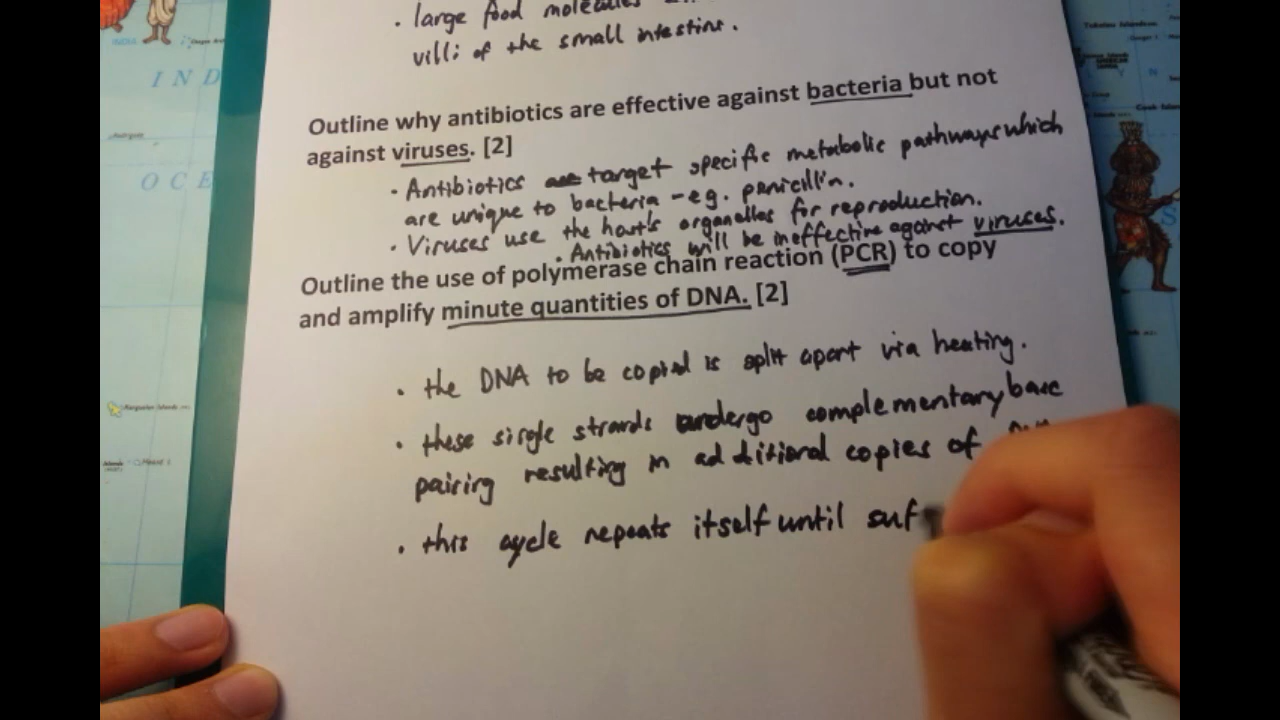 . large food molecules
villi of the small intestine.
Outline why antibiotics are effective against bacteria but not
against viruses. [2]
. Antibiotics target specific metabolic pathways which
are unique to bacteria - eg. penicillin.
. Viruses use the host's organelles for reproduction.
. Antibiotics will be ineffective against viruses.
Outline the use of polymerase chain reaction (PCR) to copy
and amplify minute quantities of DNA. [2]
. the DNA to be copied is split apart via heating.
. these single strands undergo complementary base
pairing resulting in additional copies of
. this cycle repeats itself until suf
IND
OCE
INDIA